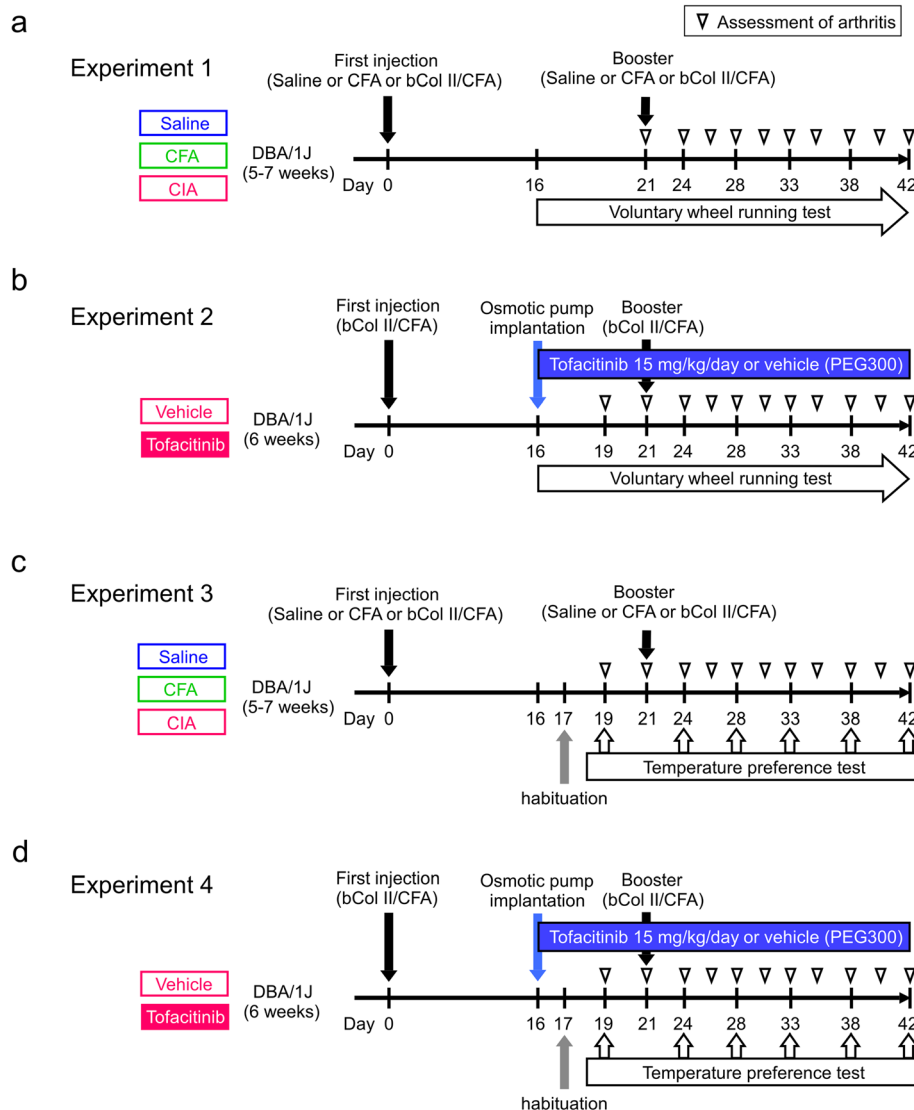 a
Assessment of arthritis
Experiment 1
First injection
(Saline or CFA or bCol II/CFA)
Booster
(Saline or CFA or bCol II/CFA)
Saline
CFA
CIA
DBA/1J
(5-7 weeks)
Day 0 16 21 24 28 33 38 42
Voluntary wheel running test
b
Experiment 2
First injection
(bCol II/CFA)
Osmotic pump
implantation
Booster
(bCol II/CFA)
Tofacitinib 15 mg/kg/day or vehicle (PEG300)
Vehicle
Tofacitinib
DBA/1J
(6 weeks)
Day 0 16 19 21 24 28 33 38 42
Voluntary wheel running test
c
Experiment 3
First injection
(Saline or CFA or bCol II/CFA)
Booster
(Saline or CFA or bCol II/CFA)
Saline
CFA
CIA
DBA/1J
(5-7 weeks)
Day 0 16 17 19 21 24 28 33 38 42
Temperature preference test
habituation
d
Experiment 4
First injection
(bCol II/CFA)
Osmotic pump
implantation
Booster
(bCol II/CFA)
Tofacitinib 15 mg/kg/day or vehicle (PEG300)
Vehicle
Tofacitinib
DBA/1J
(6 weeks)
Day 0 16 17 19 21 24 28 33 38 42
Temperature preference test
habituation